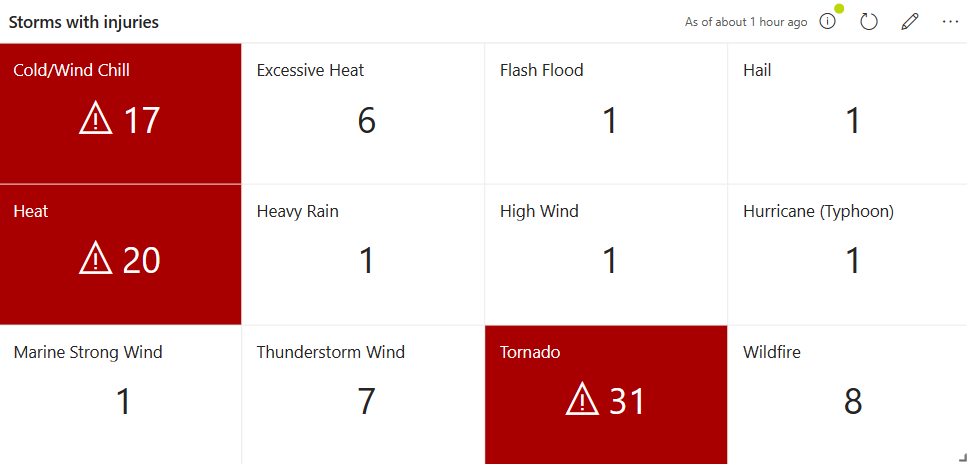 Storms with injuries
As of about 1 hour ago
Cold/Wind Chill
17
Excessive Heat
6
Flash Flood
1
Hail
1
Heat
20
Heavy Rain
1
High Wind
1
Hurricane (Typhoon)
1
Marine Strong Wind
1
Thunderstorm Wind
7
Tornado
31
Wildfire
8